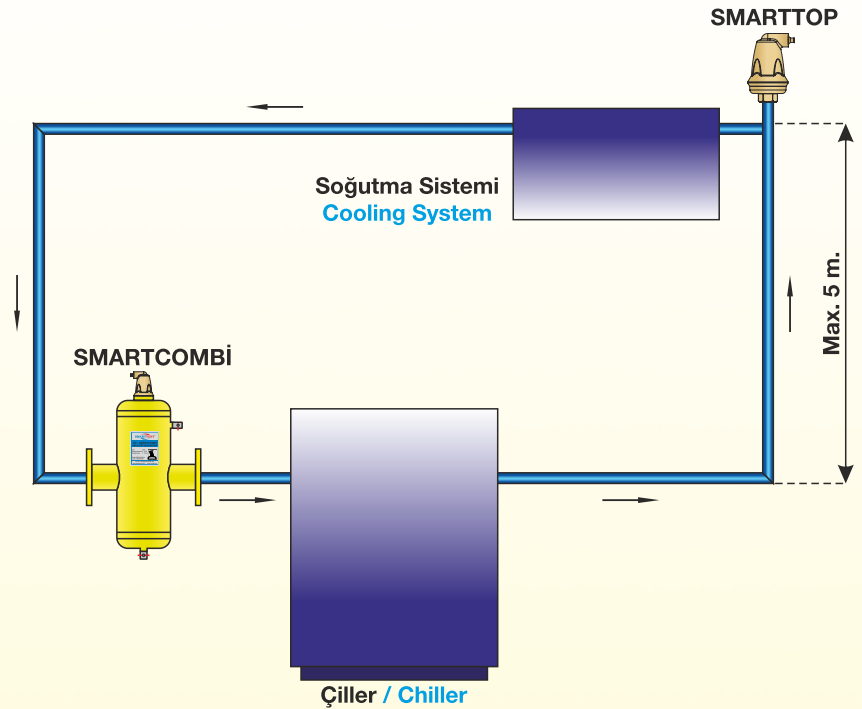 SMARTTOP
Soğutma Sistemi
Cooling System
Max. 5 m.
SMARTCOMBİ
Çiller / Chiller